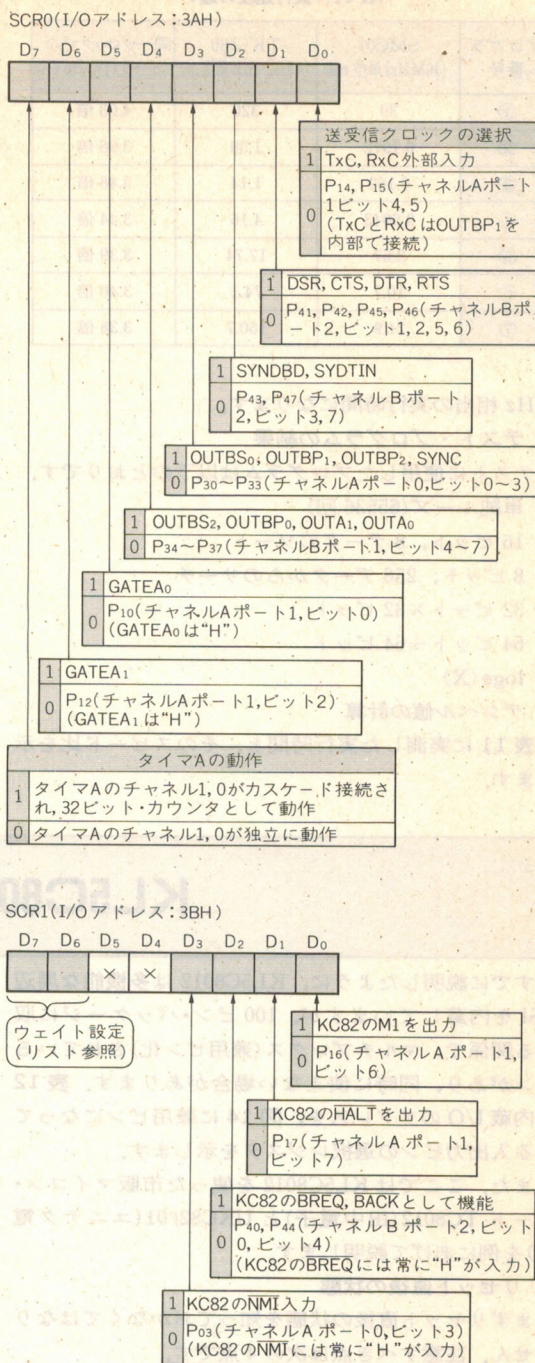 SCR0(I/Oアドレス:3AH)
D7 D6 D5 D4 D3 D2 D1 D0
送受信クロックの選択
1 TxC, RxC外部入力
0 P14, P15(チャネルAポート1ビット4, 5)
(TxCとRxCはOUTBP1を内部で接続)
1 D̅S̅R̅, C̅T̅S̅, D̅T̅R̅, R̅T̅S̅
0 P41, P42, P45, P46(チャネルBポート2,ビット1, 2, 5, 6)
1 SYNDBD, SYDTIN
0 P43, P47(チャネルBポート2,ビット3, 7)
1 OUTBS0, OUTBP1, OUTBP2, SYNC
0 P30〜P33(チャネルAポート0,ビット0〜3)
1 OUTBS2, OUTBP0, OUTA1, OUTA0
0 P34〜P37(チャネルBポート1,ビット4〜7)
1 GATEA0
0 P10(チャネルAポート1,ビット0)
(GATEA0は“H”)
1 GATEA1
0 P12(チャネルAポート1,ビット2)
(GATEA1は“H”)
タイマAの動作
1 タイマAのチャネル1, 0がカスケード接続され, 32ビット・カウンタとして動作
0 タイマAのチャネル1, 0が独立に動作
SCR1(I/Oアドレス:3BH)
D7 D6 D5 D4 D3 D2 D1 D0
× ×
ウェイト設定
(リスト参照)
1 KC82のM1を出力
0 P16(チャネルAポート1,ビット6)
1 KC82のH̅A̅L̅T̅を出力
0 P17(チャネルAポート1,ビット7)
1 KC82のB̅R̅E̅Q̅, B̅A̅C̅K̅として機能
0 P40, P44(チャネルBポート2,ビット0, ビット4)
(KC82のB̅R̅E̅Q̅には常に“H”が入力)
1 KC82のN̅M̅I̅入力
0 P03(チャネルAポート0,ビット3)
(KC82のN̅M̅I̅には常に“H”が入力)